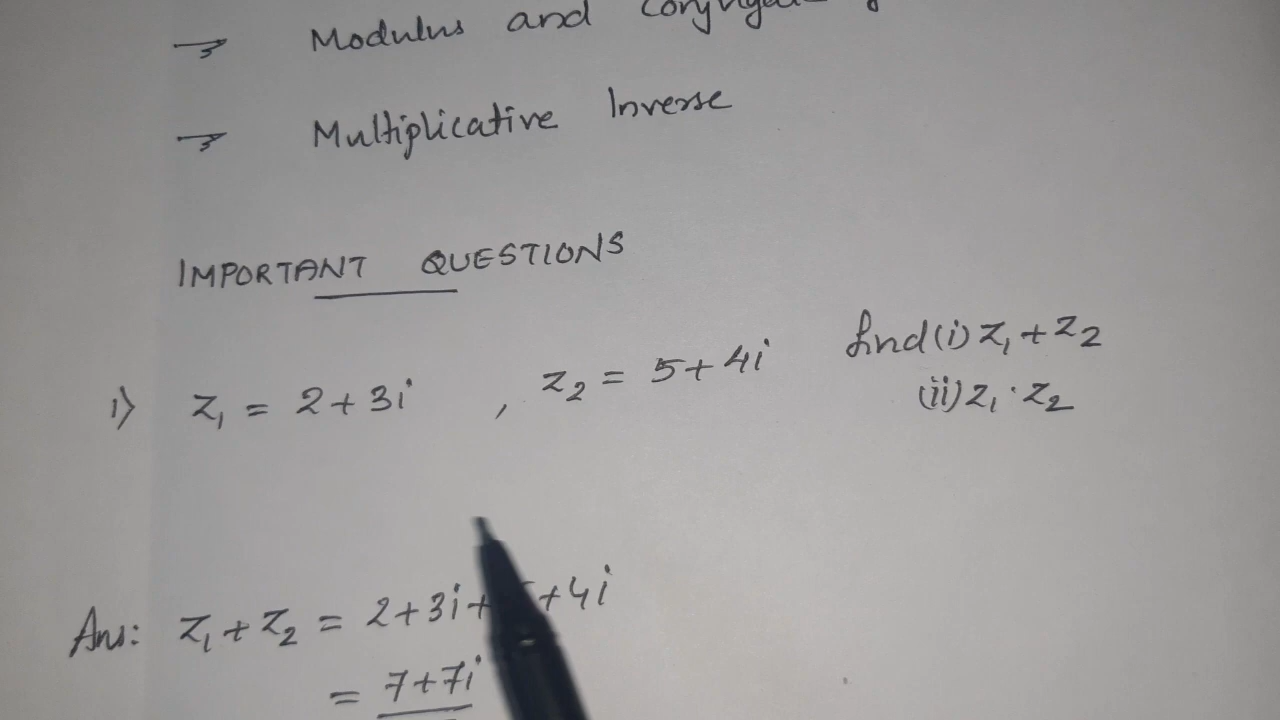 → Modulus and
→ Multiplicative Inverse
IMPORTANT QUESTIONS
1) Z₁ = 2+3i , Z₂ = 5+4i find (i) Z₁+Z₂
(ii) Z₁·Z₂
Ans: Z₁+Z₂ = 2+3i+ +4i
= 7+7i